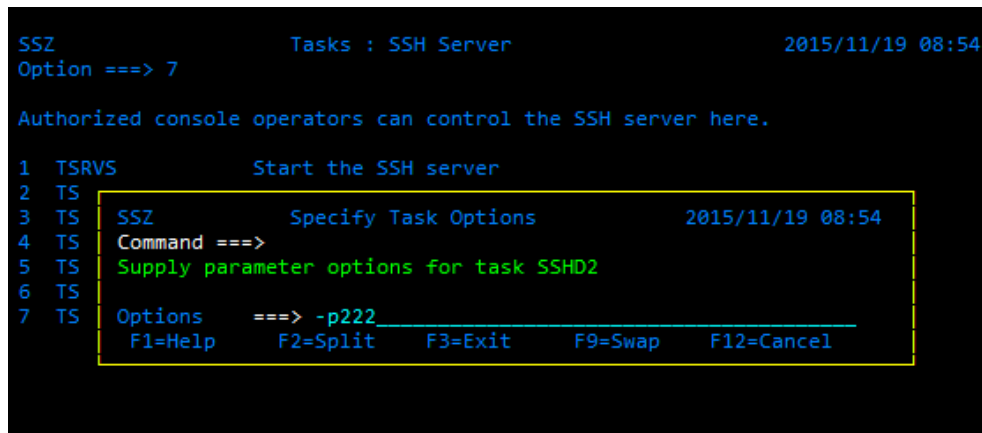 SSZ Tasks : SSH Server 2015/11/19 08:54
Option ===> 7
Authorized console operators can control the SSH server here.
1 TSRVS Start the SSH server
2 TS
3 TS SSZ Specify Task Options 2015/11/19 08:54
4 TS Command ===>
5 TS Supply parameter options for task SSHD2
6 TS
7 TS Options ===> -p222
F1=Help F2=Split F3=Exit F9=Swap F12=Cancel